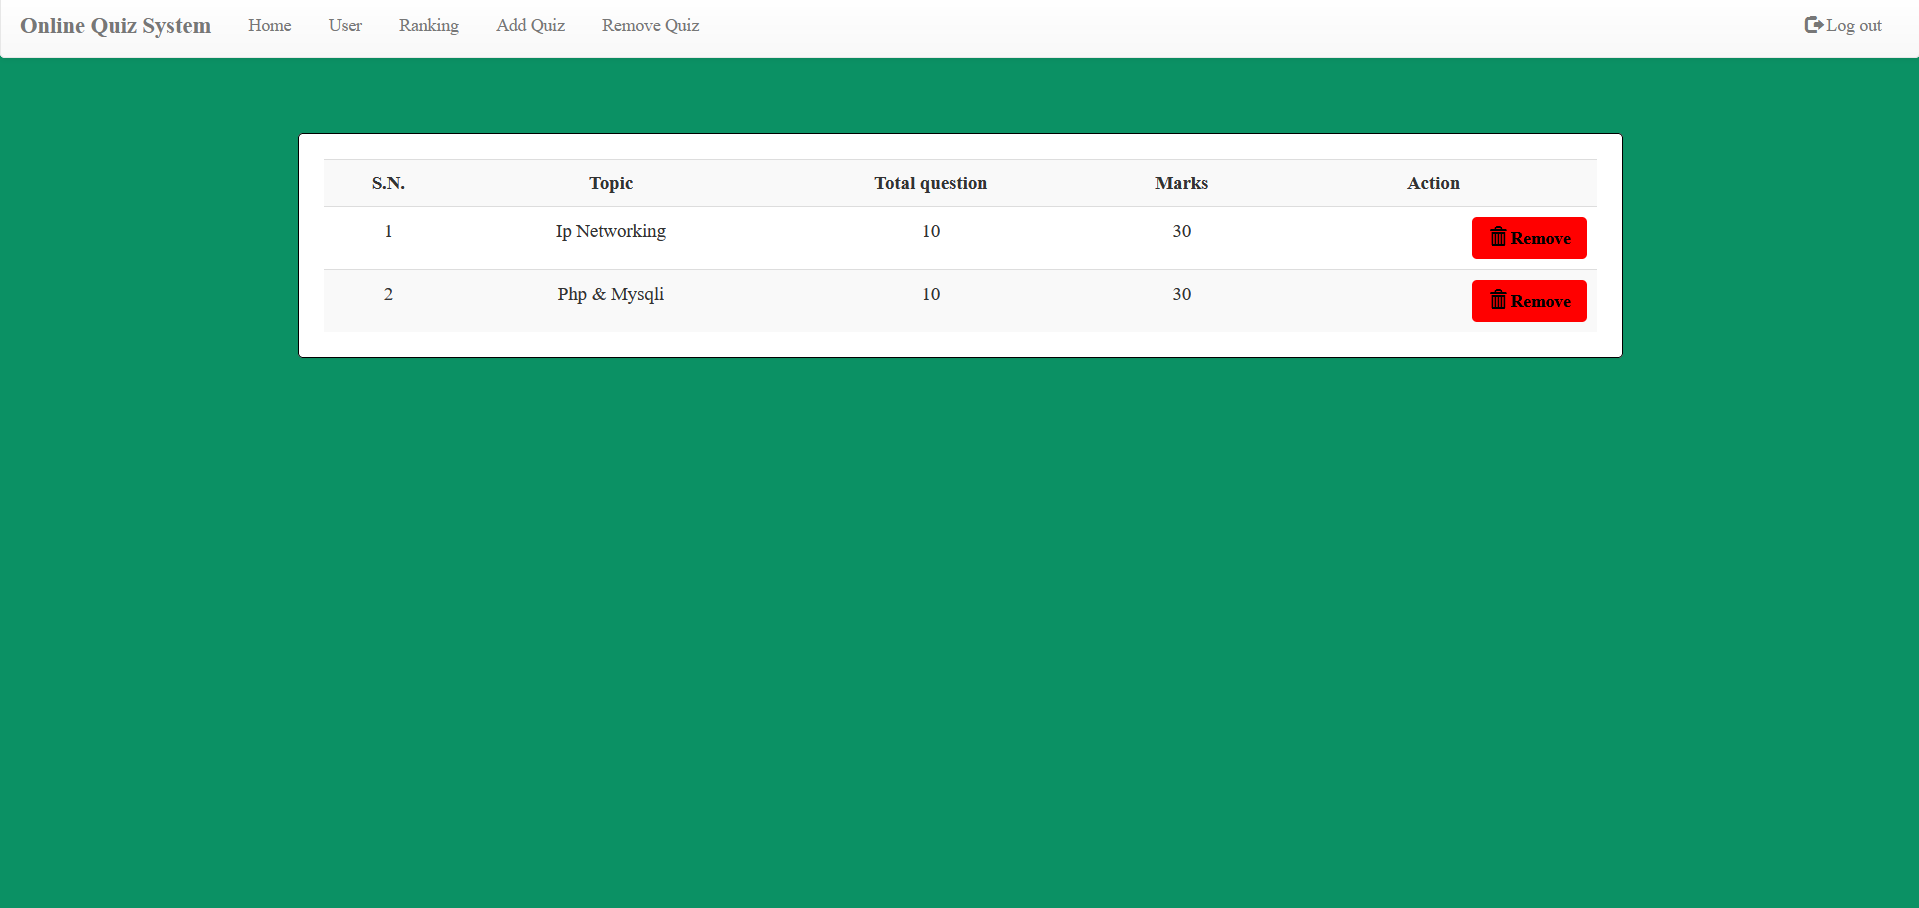 Online Quiz System Home User Ranking Add Quiz Remove Quiz Log out
S.N. Topic Total question Marks Action
1 Ip Networking 10 30 Remove
2 Php & Mysqli 10 30 Remove